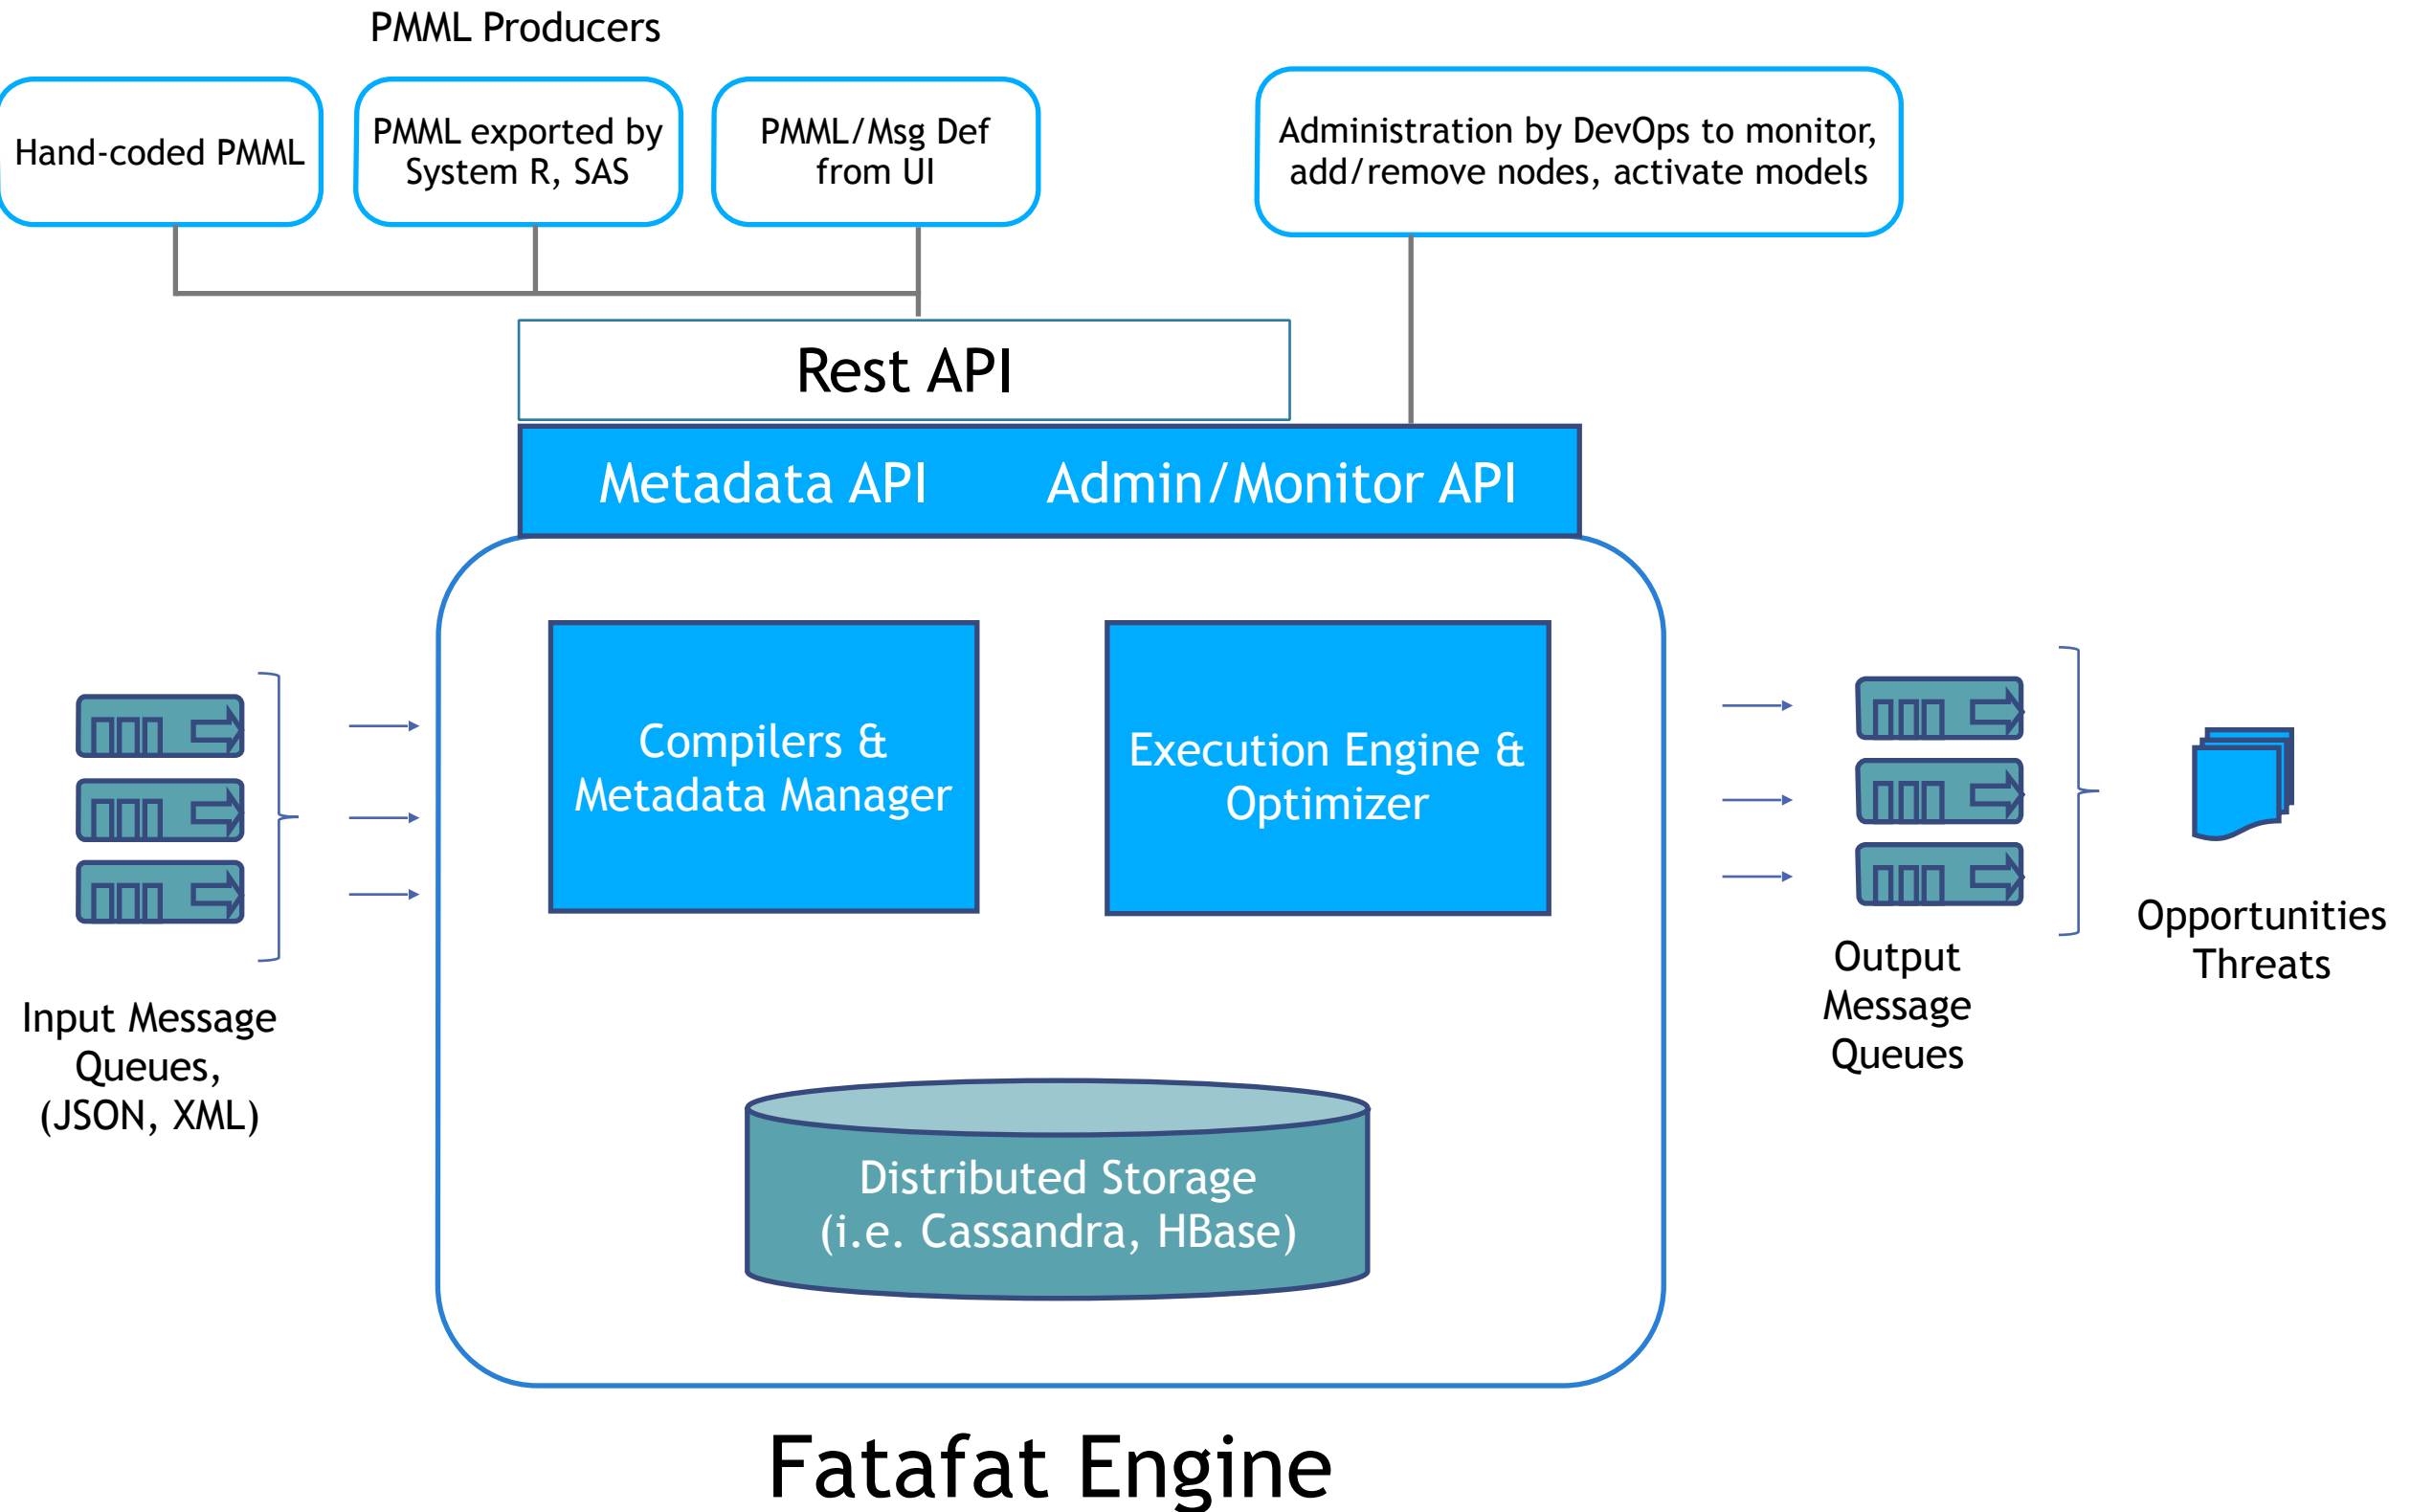 PMML Producers
Hand-coded PMML
PMML exported by
System R, SAS
PMML/Msg Def
from UI
Administration by DevOps to monitor,
add/remove nodes, activate models
Rest API
Metadata API
Admin/Monitor API
Compilers &
Metadata Manager
Execution Engine &
Optimizer
Input Message
Queues,
(JSON, XML)
Output
Message
Queues
Opportunities
Threats
Distributed Storage
(i.e. Cassandra, HBase)
Fatafat Engine